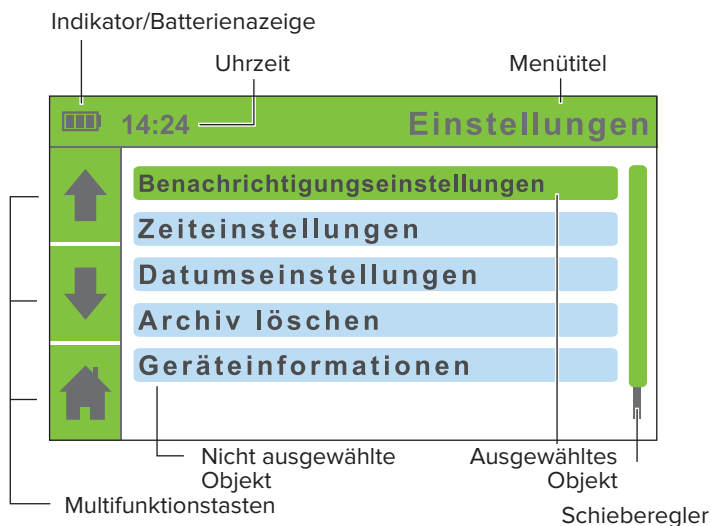 Indikator/Batterienazeige
Uhrzeit
Menütitel
14:24
Einstellungen
Benachrichtigungseinstellungen
Zeiteinstellungen
Datumseinstellungen
Archiv löschen
Geräteinformationen
Nicht ausgewählte
Objekt
Ausgewähltes
Objekt
Multifunktionstasten
Schieberegler